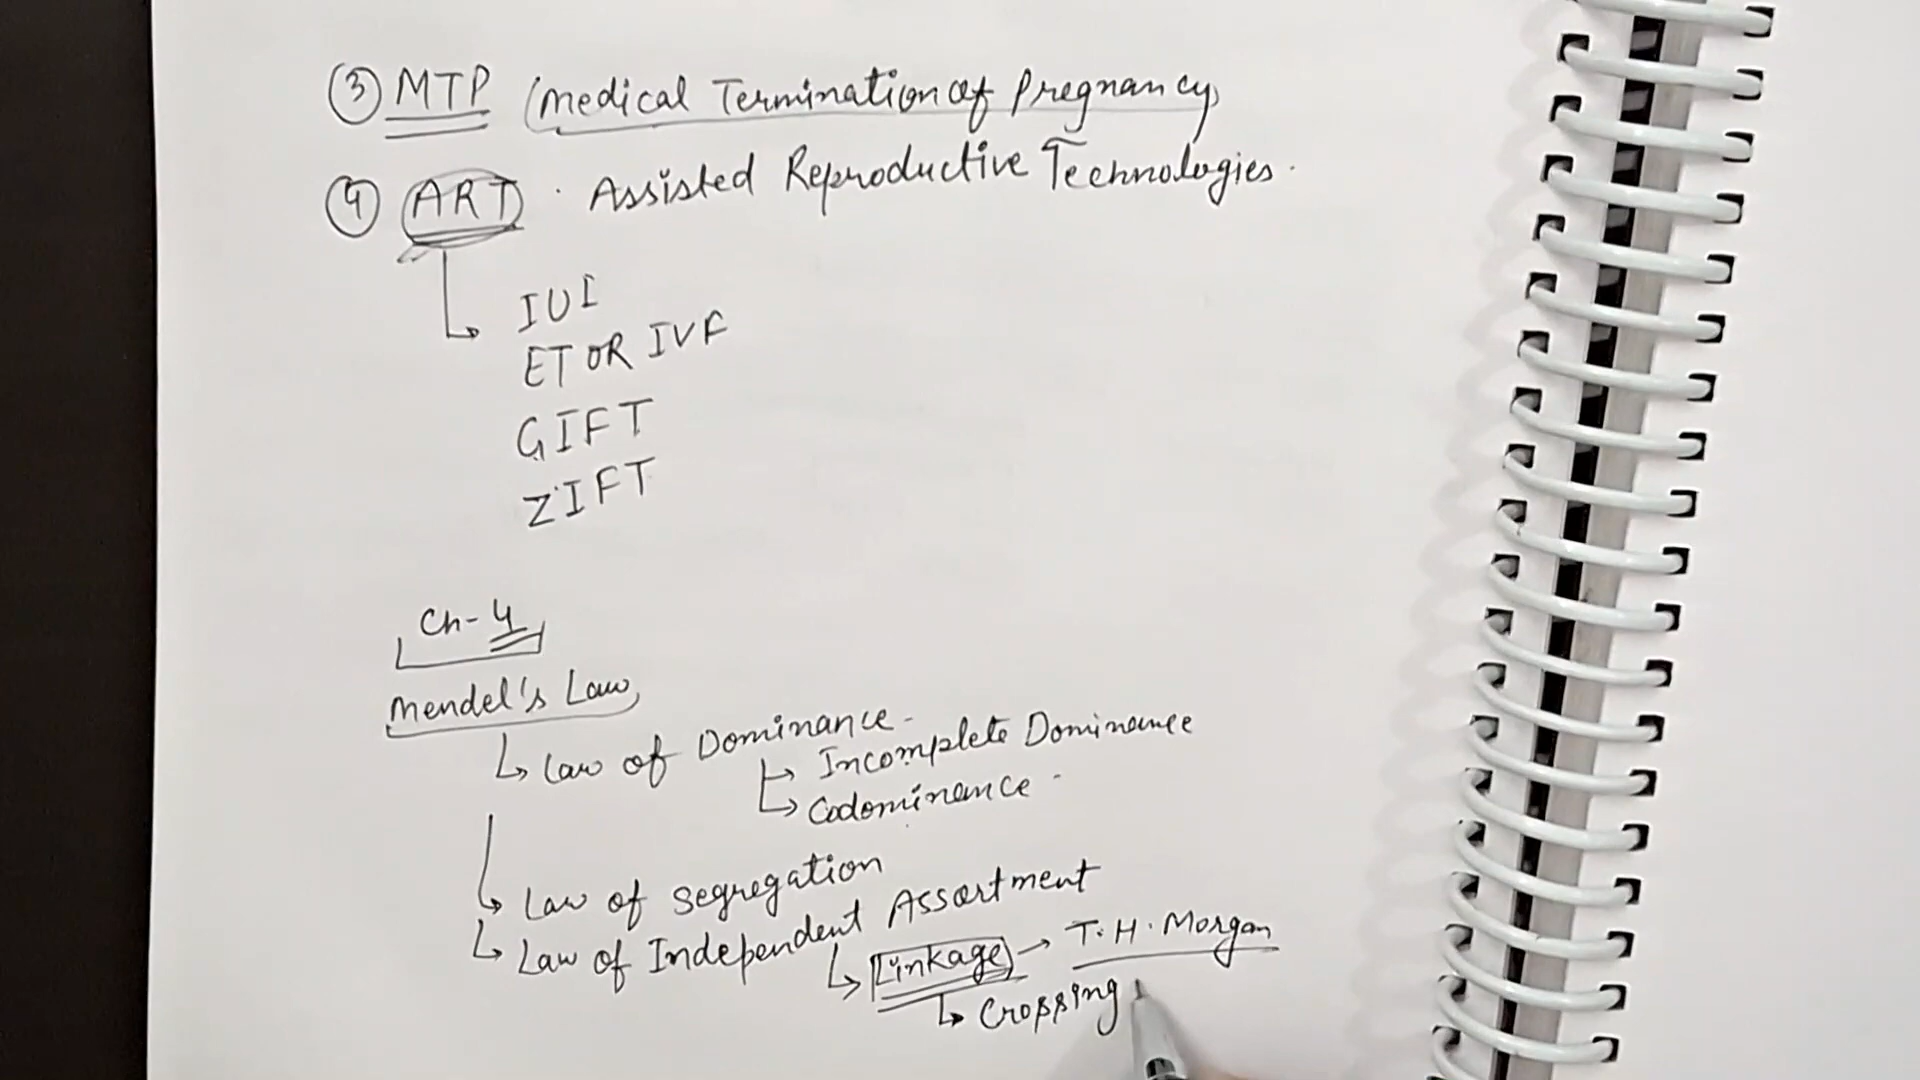 ③ MTP (Medical Termination of Pregnancy)
④ ART . Assisted Reproductive Technologies.
IUI
ET OR IVF
GIFT
ZIFT
Ch-4
Mendel's Law
Law of Dominance
Incomplete Dominance
Codominance
Law of Segregation
Law of Independent Assortment
Linkage → T.H. Morgan
Crossing